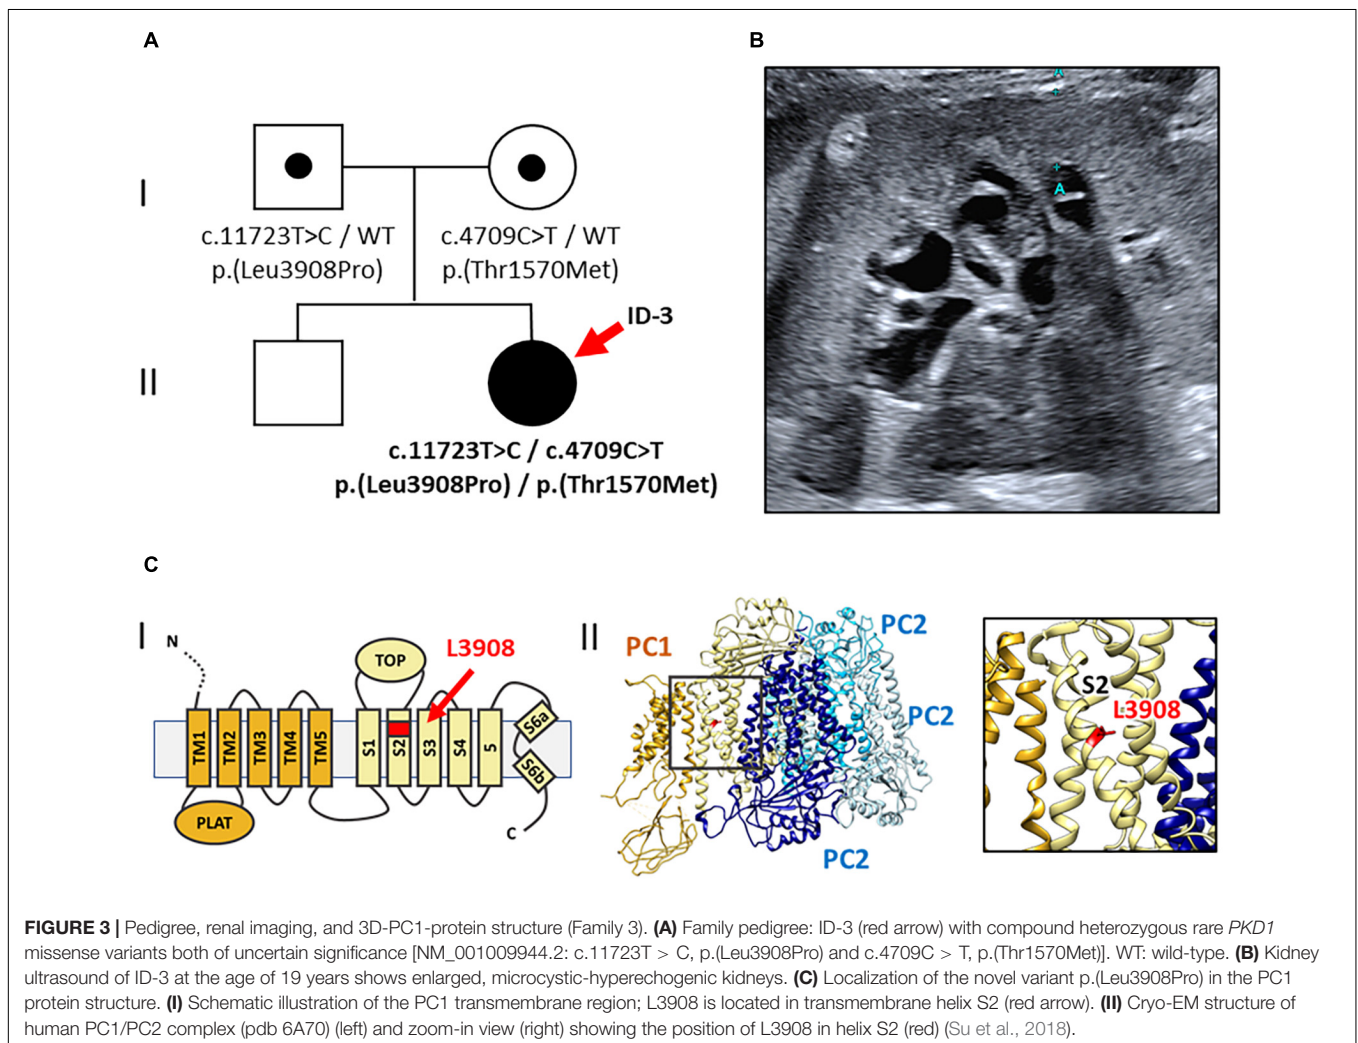 A
B
A
A
I
c.11723T>C / WT
p.(Leu3908Pro)
c.4709C>T / WT
p.(Thr1570Met)
ID-3
II
c.11723T>C / c.4709C>T
p.(Leu3908Pro) / p.(Thr1570Met)
C
I
N
TOP
L3908
TM1
TM2
TM3
TM4
TM5
S1
S2
S3
S4
5
S6a
S6b
PLAT
C
II
PC1
PC2
PC2
PC2
S2
L3908
FIGURE 3 | Pedigree, renal imaging, and 3D-PC1-protein structure (Family 3). (A) Family pedigree: ID-3 (red arrow) with compound heterozygous rare PKD1
missense variants both of uncertain significance [NM_001009944.2: c.11723T > C, p.(Leu3908Pro) and c.4709C > T, p.(Thr1570Met)]. WT: wild-type. (B) Kidney
ultrasound of ID-3 at the age of 19 years shows enlarged, microcystic-hyperechogenic kidneys. (C) Localization of the novel variant p.(Leu3908Pro) in the PC1
protein structure. (I) Schematic illustration of the PC1 transmembrane region; L3908 is located in transmembrane helix S2 (red arrow). (II) Cryo-EM structure of
human PC1/PC2 complex (pdb 6A70) (left) and zoom-in view (right) showing the position of L3908 in helix S2 (red) (Su et al., 2018).